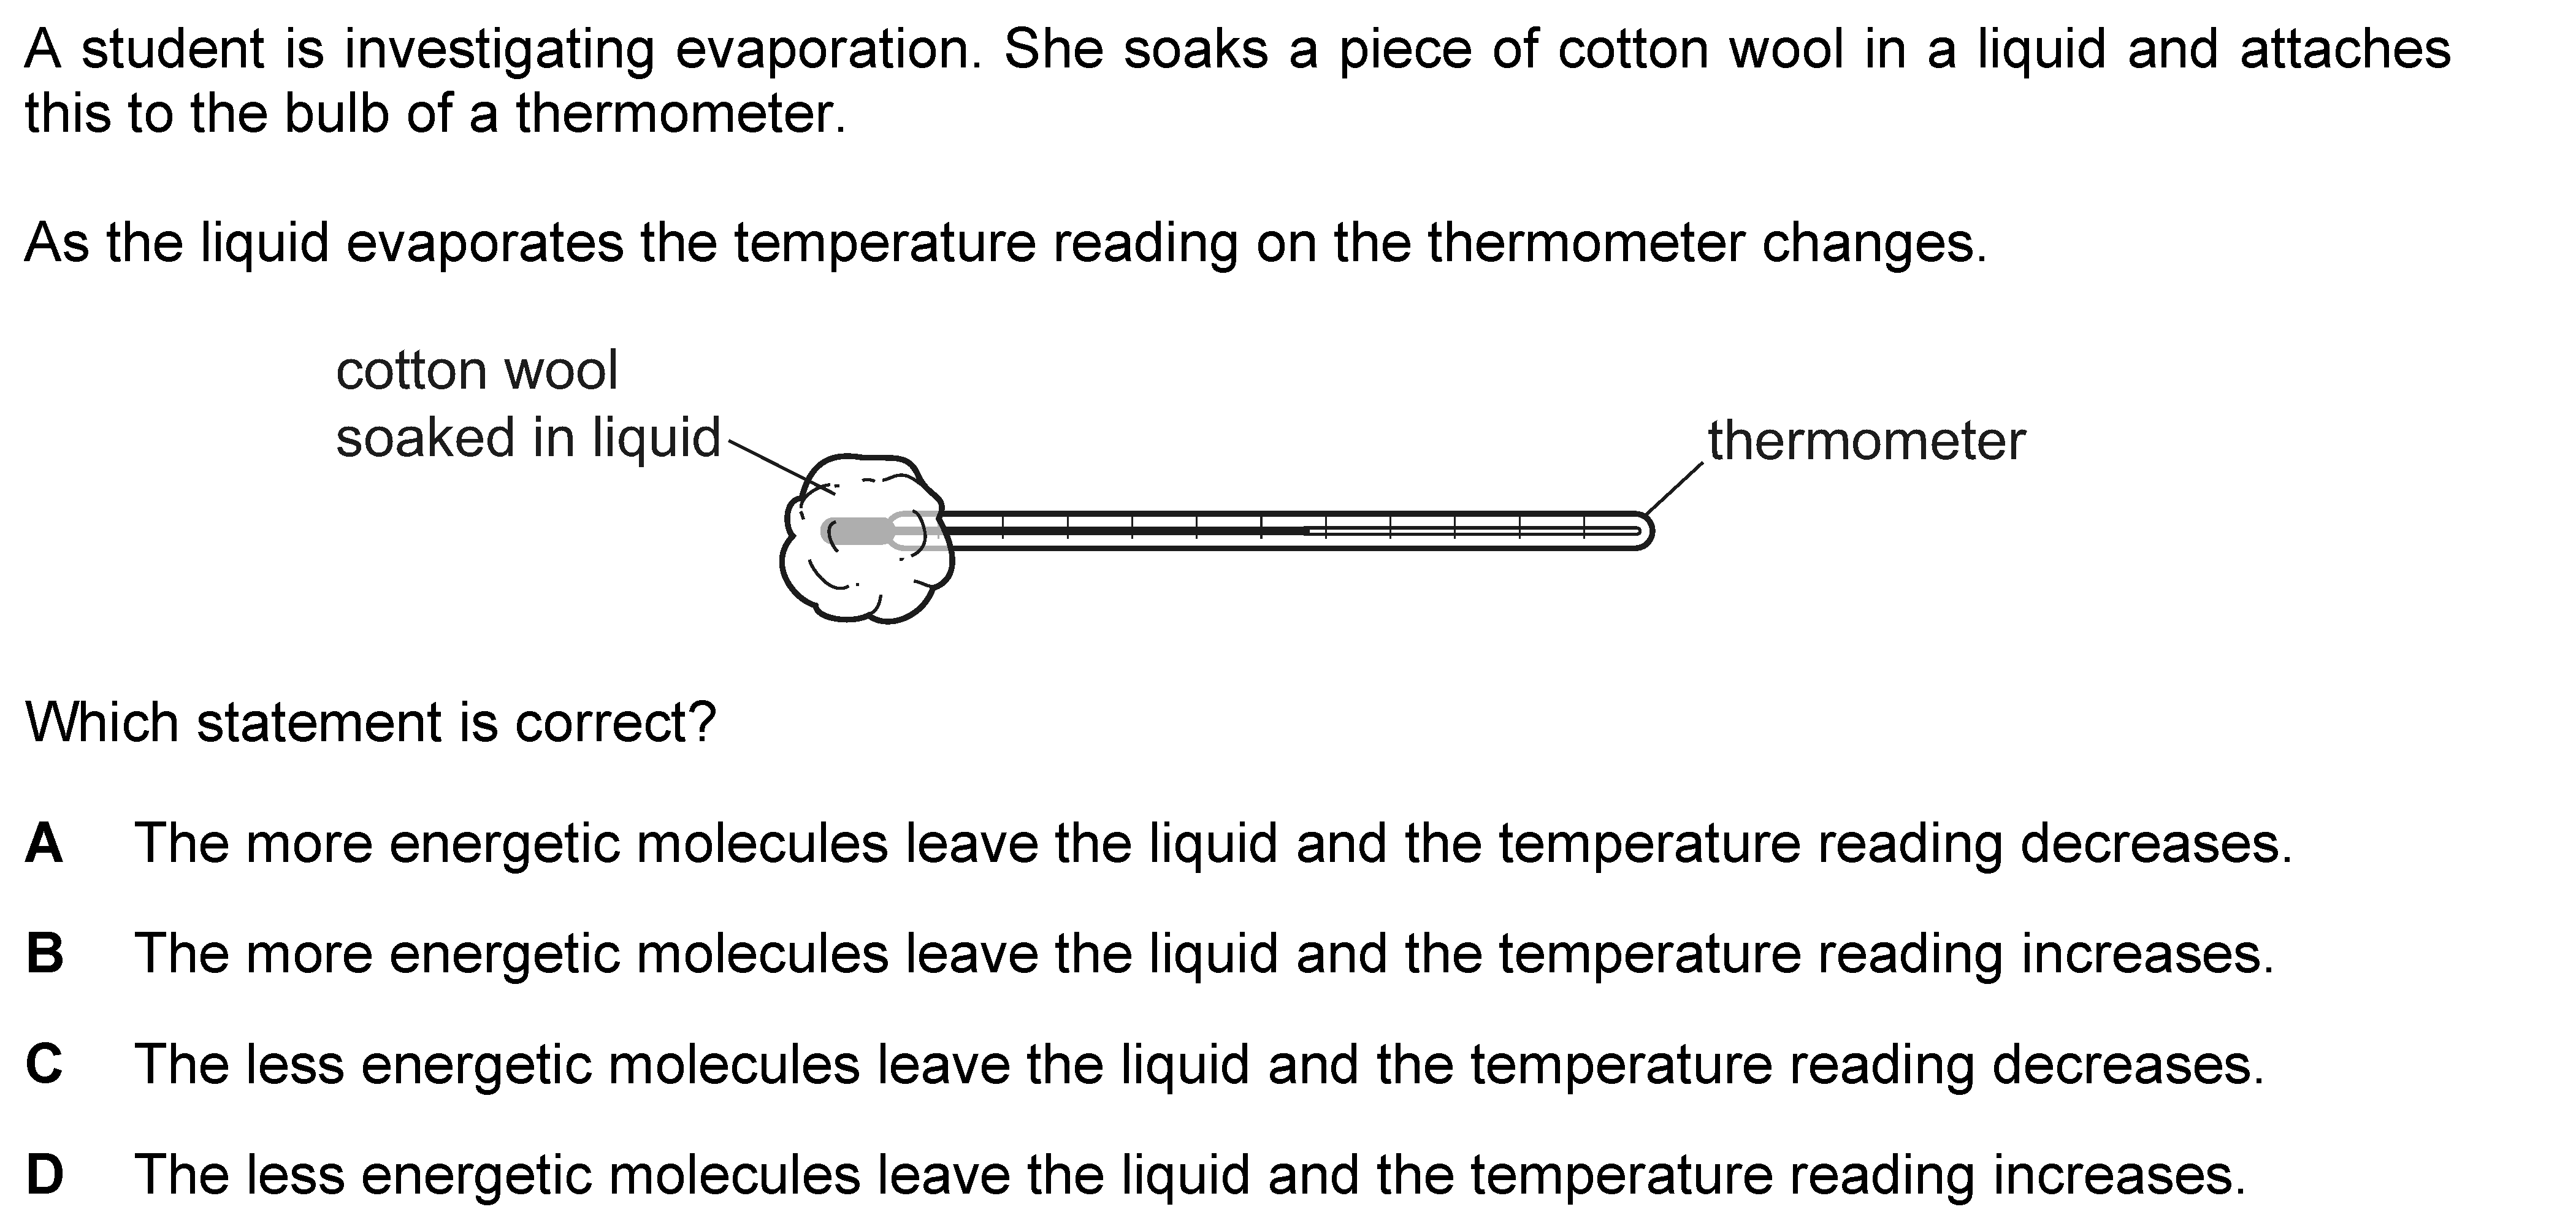 A student is investigating evaporation. She soaks a piece of cotton wool in a liquid and attaches
this to the bulb of a thermometer.
As the liquid evaporates the temperature reading on the thermometer changes.
cotton wool
soaked in liquid
thermometer
Which statement is correct?
A The more energetic molecules leave the liquid and the temperature reading decreases.
B The more energetic molecules leave the liquid and the temperature reading increases.
C The less energetic molecules leave the liquid and the temperature reading decreases.
D The less energetic molecules leave the liquid and the temperature reading increases.